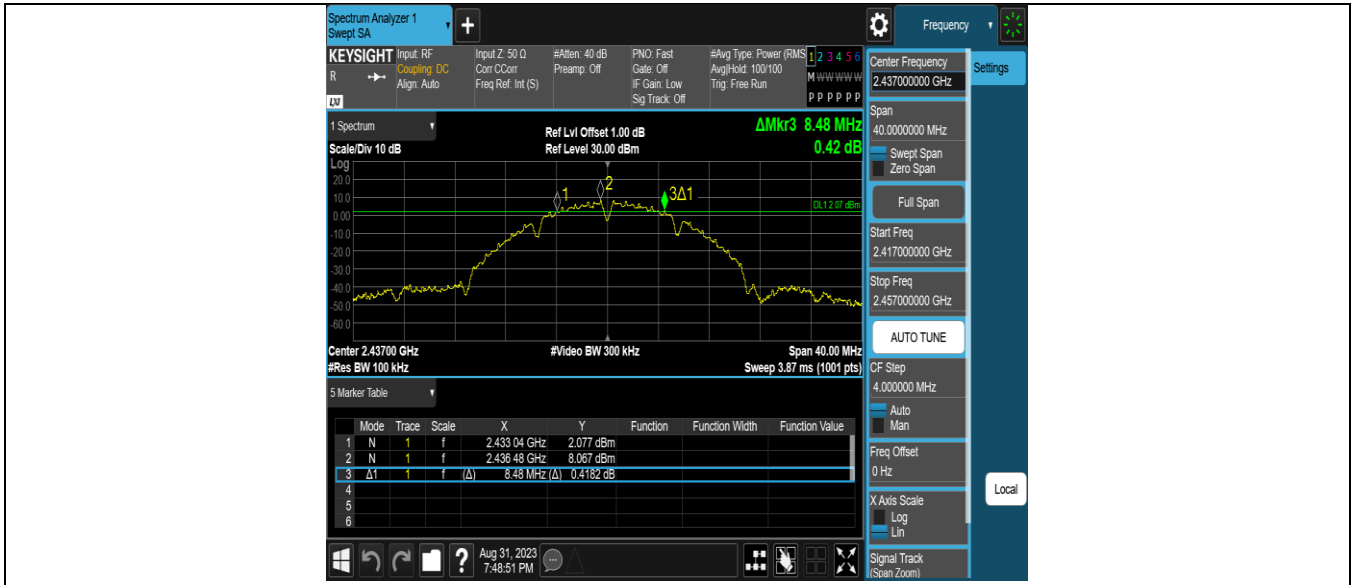 Spectrum Analyzer 1
Swept SA
+
Frequency
KEYSIGHT
R
LXI
Input: RF
Coupling: DC
Align: Auto
Input Z: 50 Ω
Corr CCorr
Freq Ref: Int (S)
#Atten: 40 dB
Preamp: Off
PNO: Fast
Gate: Off
IF Gain: Low
Sig Track: Off
#Avg Type: Power (RMS
Avg|Hold: 100/100
Trig: Free Run
1 2 3 4 5 6
M W W W W W
P P P P P P
1 Spectrum
Scale/Div 10 dB
Ref Lvl Offset 1.00 dB
Ref Level 30.00 dBm
ΔMkr3 8.48 MHz
0.42 dB
Log
20.0
10.0
0.00
-10.0
-20.0
-30.0
-40.0
-50.0
-60.0
1
2
3Δ1
DL1 2.07 dBm
Center 2.43700 GHz
#Video BW 300 kHz
Span 40.00 MHz
#Res BW 100 kHz
Sweep 3.87 ms (1001 pts)
5 Marker Table
Mode Trace Scale X Y Function Function Width Function Value
1 N 1 f 2.433 04 GHz 2.077 dBm
2 N 1 f 2.436 48 GHz 8.067 dBm
3 Δ1 1 f (Δ) 8.48 MHz (Δ) 0.4182 dB
4
5
6
?
Aug 31, 2023
7:48:51 PM
Center Frequency
2.437000000 GHz
Settings
Span
40.0000000 MHz
Swept Span
Zero Span
Full Span
Start Freq
2.417000000 GHz
Stop Freq
2.457000000 GHz
AUTO TUNE
CF Step
4.000000 MHz
Auto
Man
Freq Offset
0 Hz
X Axis Scale
Log
Lin
Local
Signal Track
(Span Zoom)